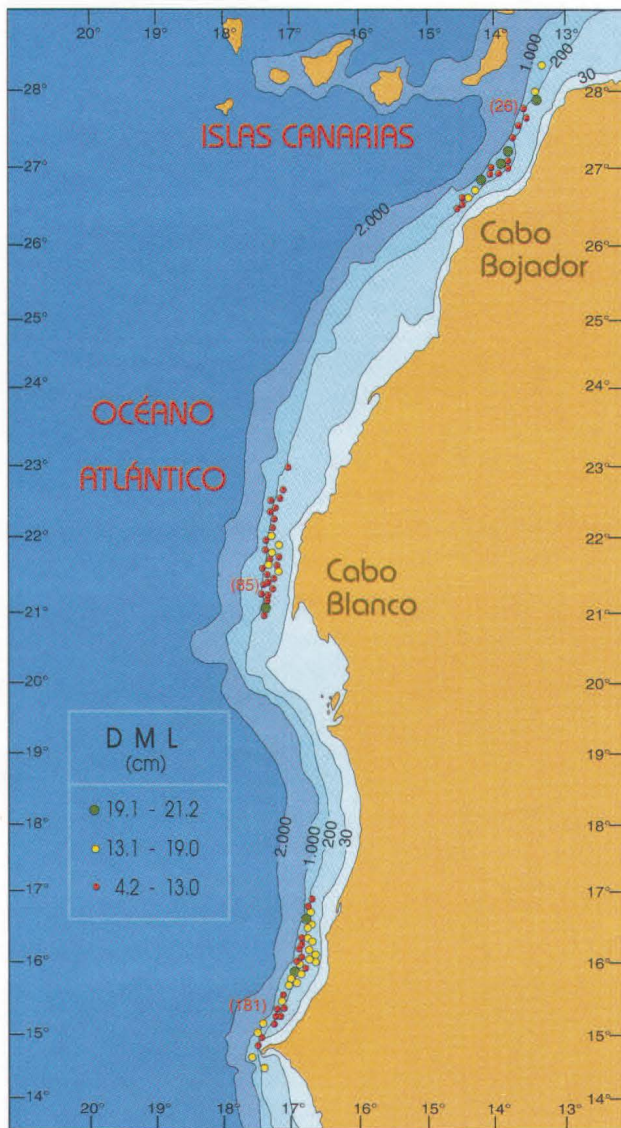 20° 19° 18° 17° 16° 15° 14° 13°
1.000
200
30
28° 28°
(26)
ISLAS CANARIAS
27° 27°
2.000
26° 26°
Cabo
Bojador
25° 25°
24° 24°
OCÉANO
23° 23°
ATLÁNTICO
22° 22°
(85)
Cabo
Blanco
21° 21°
20° 20°
D M L
(cm)
19° 19°
19.1 - 21.2
13.1 - 19.0
4.2 - 13.0
18° 18°
2.000
1.000
200
30
17° 17°
16° 16°
(181)
15° 15°
14° 14°
20° 19° 18° 17° 16° 15° 14° 13°